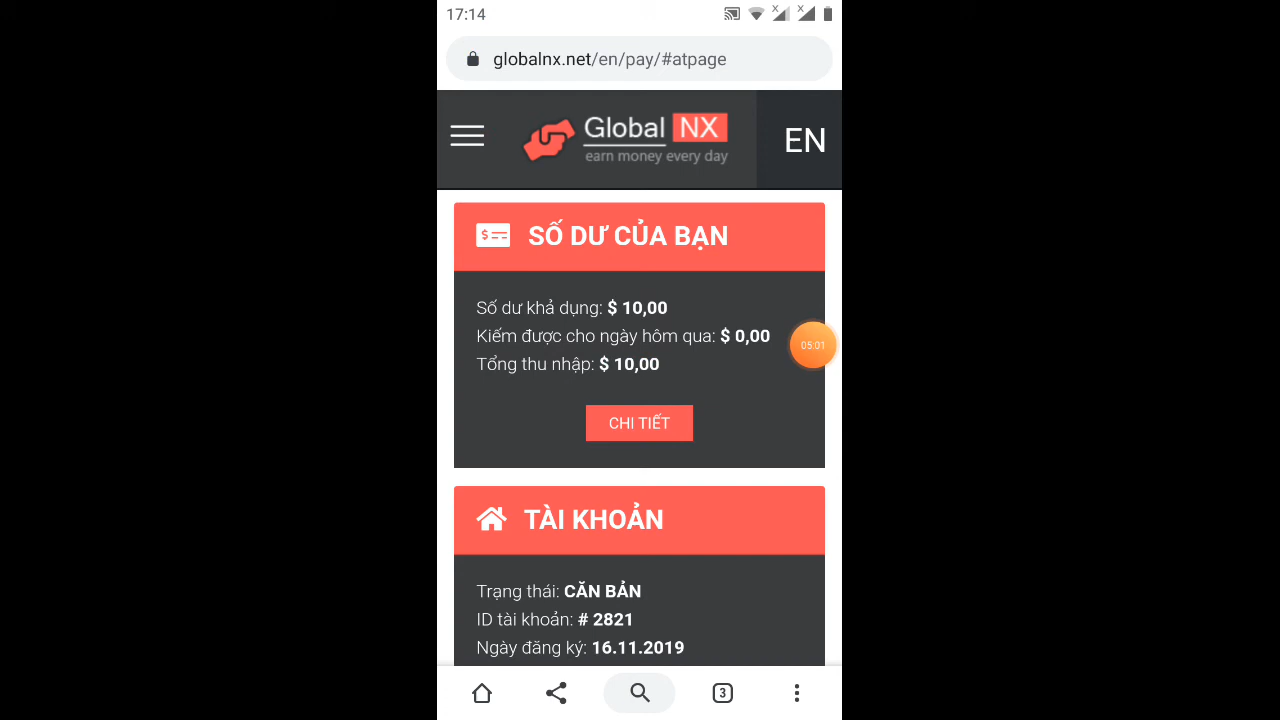 17:14
globalnx.net/en/pay/#atpage
Global NX
earn money every day
EN
SỐ DƯ CỦA BẠN
Số dư khả dụng: $ 10,00
Kiếm được cho ngày hôm qua: $ 0,00
Tổng thu nhập: $ 10,00
05:01
CHI TIẾT
TÀI KHOẢN
Trạng thái: CĂN BẢN
ID tài khoản: # 2821
Ngày đăng ký: 16.11.2019
3